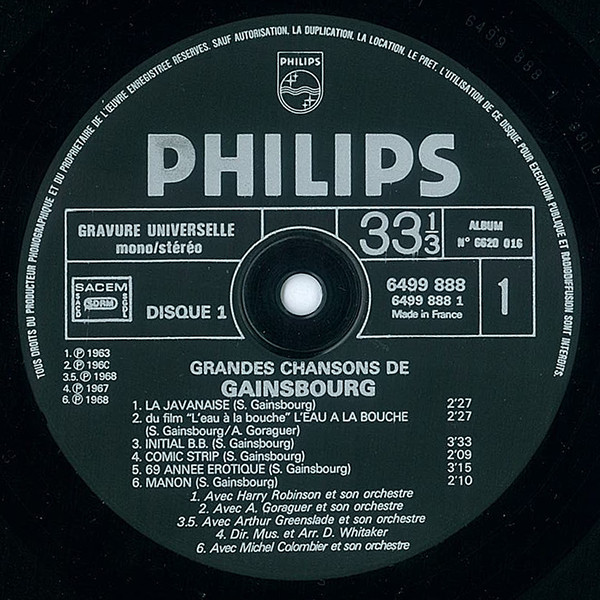 TOUS DROITS DU PRODUCTEUR PHONOGRAPHIQUE ET DU PROPRIETAIRE DE L'ŒUVRE ENREGISTREE RESERVES. SAUF AUTORISATION, LA DUPLICATION, LA LOCATION, LE PRET, L'UTILISATION DE CE DISQUE POUR EXECUTION PUBLIQUE ET RADIODIFFUSION SONT INTERDITS.
6499 888 1
PHILIPS
PHILIPS
GRAVURE UNIVERSELLE
mono/stéréo
33 1/3
ALBUM
N° 6620 016
SACEM
SACD
SDRM
SGDL
DISQUE 1
6499 888
6499 888 1
Made in France
1
1. ℗ 1963
2. ℗ 1960
3.5. ℗ 1968
4. ℗ 1967
6. ℗ 1968
GRANDES CHANSONS DE
GAINSBOURG
1. LA JAVANAISE (S. Gainsbourg) 2'27
2. du film "L'eau à la bouche" L'EAU A LA BOUCHE 2'27
(S. Gainsbourg/A. Goraguer)
3. INITIAL B.B. (S. Gainsbourg) 3'33
4. COMIC STRIP (S. Gainsbourg) 2'09
5. 69 ANNEE EROTIQUE (S. Gainsbourg) 3'15
6. MANON (S. Gainsbourg) 2'10
1. Avec Harry Robinson et son orchestre
2. Avec A. Goraguer et son orchestre
3.5. Avec Arthur Greenslade et son orchestre
4. Dir. Mus. et Arr. D. Whitaker
6. Avec Michel Colombier et son orchestre